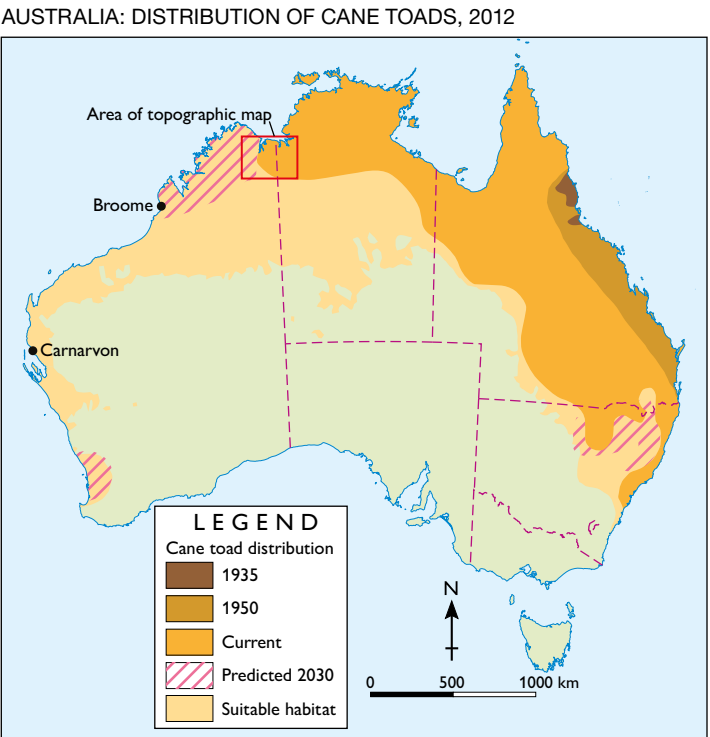 AUSTRALIA: DISTRIBUTION OF CANE TOADS, 2012
Area of topographic map
Broome
Carnarvon
LEGEND
Cane toad distribution
1935
1950
Current
Predicted 2030
Suitable habitat
N
0 500 1000 km